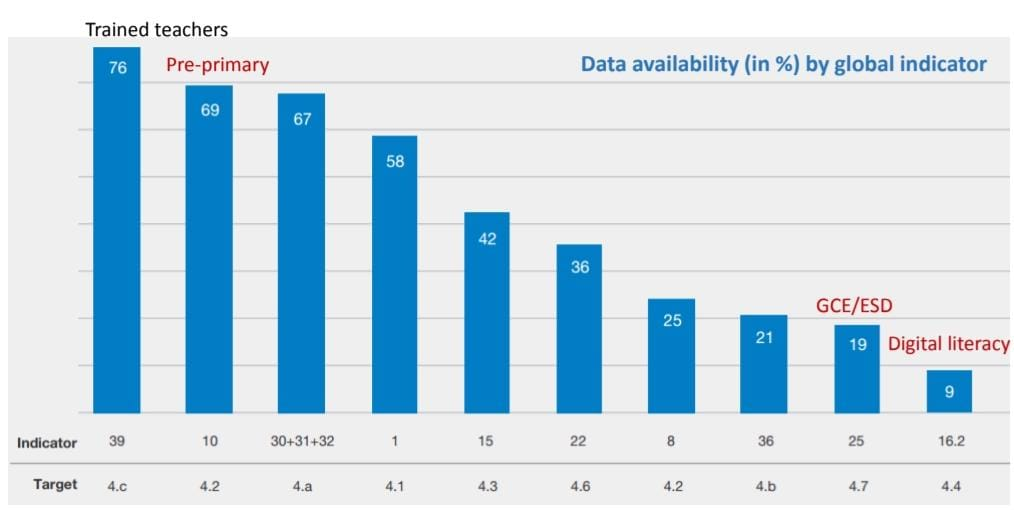 Trained teachers
Pre-primary
Data availability (in %) by global indicator
76
69
67
58
42
36
25
21
GCE/ESD
19
Digital literacy
9
Indicator 39 10 30+31+32 1 15 22 8 36 25 16.2
Target 4.c 4.2 4.a 4.1 4.3 4.6 4.2 4.b 4.7 4.4